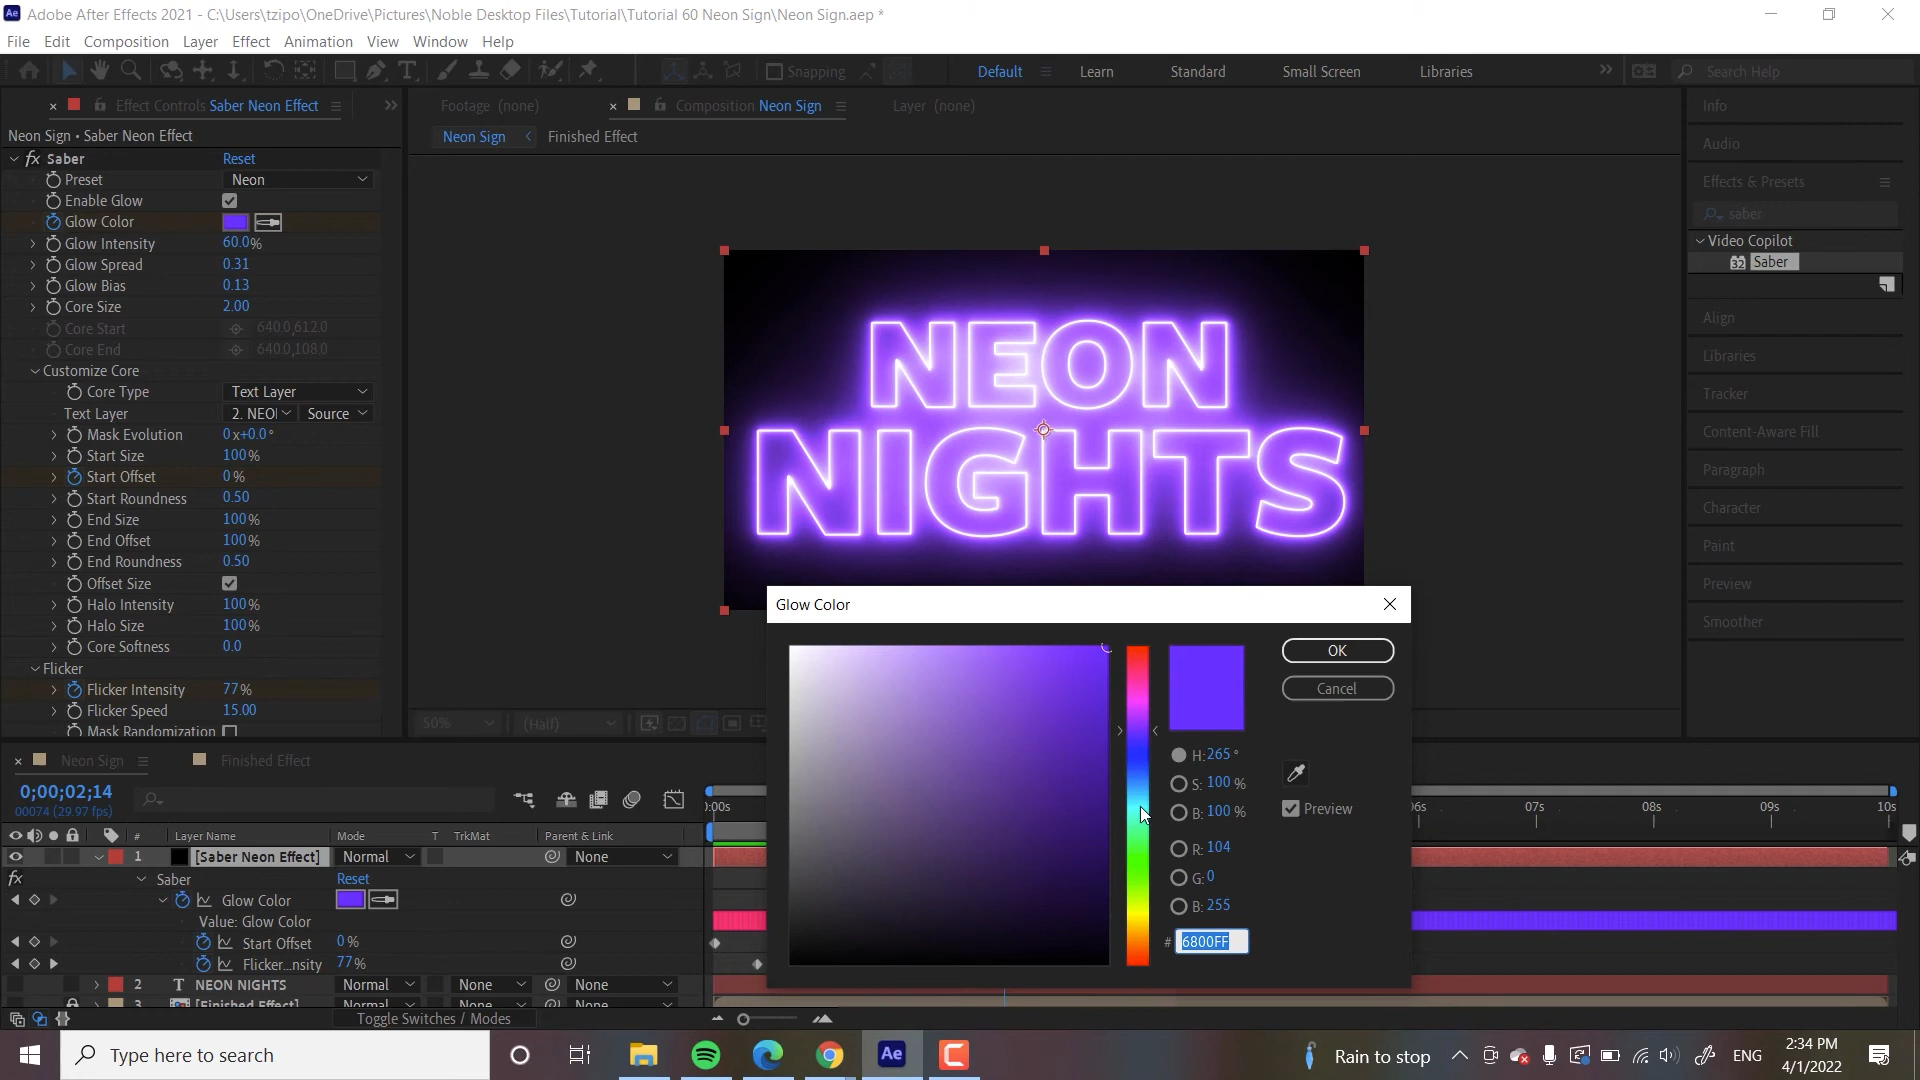 Adobe After Effects 2021 - C:\Users\tzipo\OneDrive\Pictures\Noble Desktop Files\Tutorial\Tutorial 60 Neon Sign\Neon Sign.aep *
File Edit Composition Layer Effect Animation View Window Help
Snapping Default Learn Standard Small Screen Libraries Search Help
Effect Controls Saber Neon Effect Footage (none) Composition Neon Sign Layer (none) Info
Neon Sign • Saber Neon Effect Neon Sign Finished Effect
Audio
fx Saber Reset
Preset Neon Effects & Presets
Enable Glow
saber
Glow Color
Glow Intensity 60.0% Video Copilot
Glow Spread 0.31 32 Saber
Glow Bias 0.13
Core Size 2.00
Align
Core Start 640.0,612.0
Core End 640.0,108.0 Libraries
Customize Core
Core Type Text Layer Tracker
Text Layer 2. NEO Source
Mask Evolution 0x+0.0° Content-Aware Fill
Start Size 100%
Start Offset 0% Paragraph
Start Roundness 0.50
Character
End Size 100%
End Offset 100% Paint
End Roundness 0.50
Offset Size Preview
Halo Intensity 100%
Halo Size 100% Smoother
Core Softness 0.0
Flicker
Flicker Intensity 77%
Flicker Speed 15.00
Mask Randomization
NEON
NIGHTS
50% (Half)
Glow Color
OK
Cancel
H: 265°
S: 100%
B: 100% Preview
R: 104
G: 0
B: 255
# 6800FF
Neon Sign Finished Effect
0;00;02;14
00074 (29.97 fps)
0:00s 06s 07s 08s 09s 10s
# Layer Name Mode T TrkMat Parent & Link
1 [Saber Neon Effect] Normal None
fx Saber Reset
Glow Color
Value: Glow Color
Start Offset 0%
Flicker...nsity 77%
2 T NEON NIGHTS Normal None None
3 [Finished Effect] Normal None None
Toggle Switches / Modes
Type here to search Ae Rain to stop ENG 2:34 PM
4/1/2022